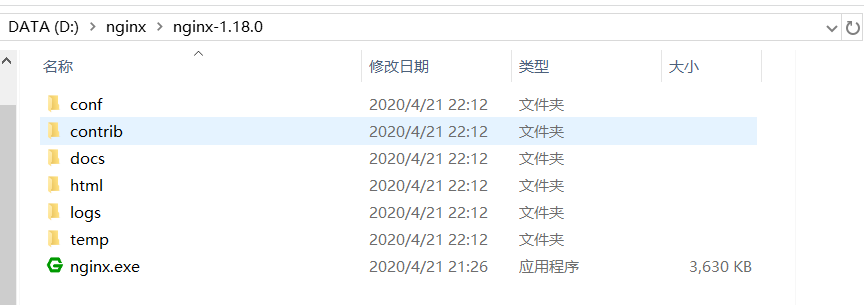 DATA (D:) > nginx > nginx-1.18.0
名称 修改日期 类型 大小
conf 2020/4/21 22:12 文件夹
contrib 2020/4/21 22:12 文件夹
docs 2020/4/21 22:12 文件夹
html 2020/4/21 22:12 文件夹
logs 2020/4/21 22:12 文件夹
temp 2020/4/21 22:12 文件夹
nginx.exe 2020/4/21 21:26 应用程序 3,630 KB